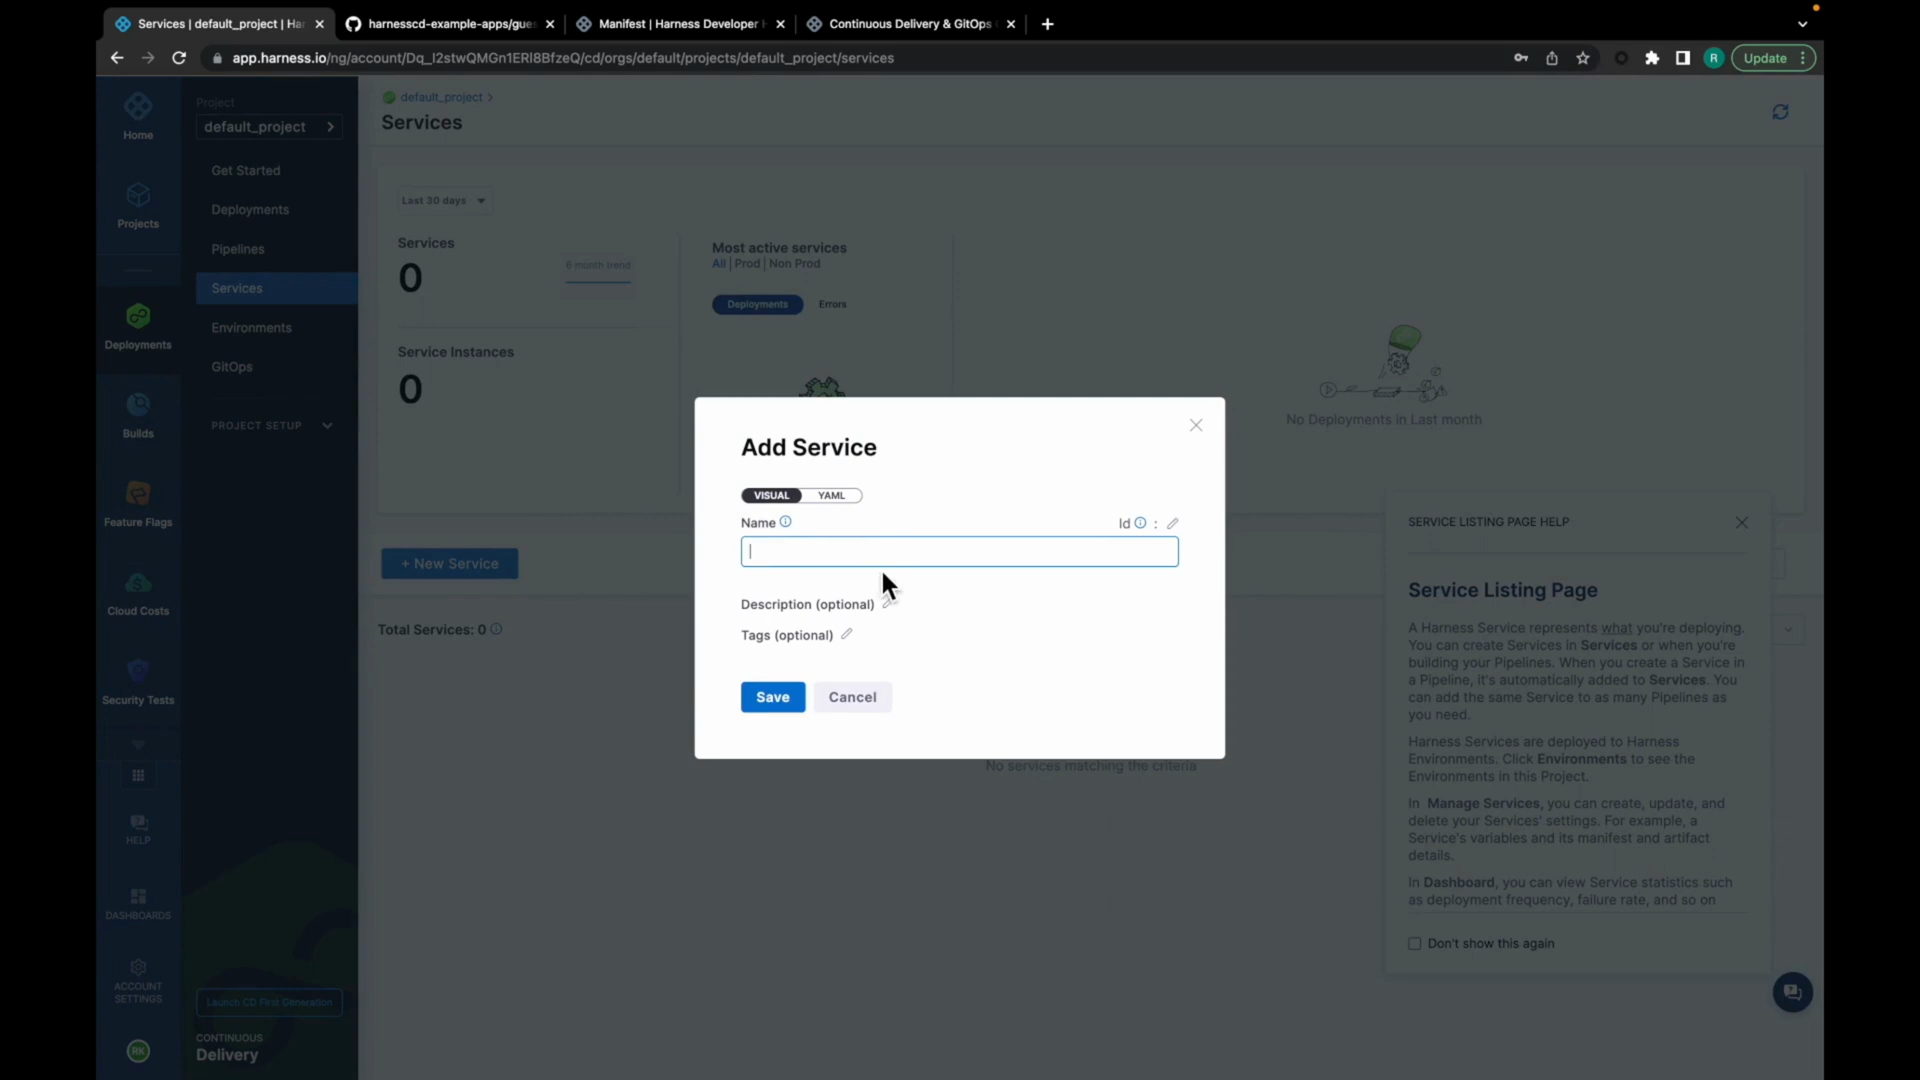 Services | default_project | Ha
harnesscd-example-apps/gue
Manifest | Harness Developer
Continuous Delivery & GitOps
app.harness.io/ng/account/Dq_I2stwQMGn1ERl8BfzeQ/cd/orgs/default/projects/default_project/services
R
Update
Home
Projects
Deployments
Builds
Feature Flags
Cloud Costs
Security Tests
HELP
DASHBOARDS
ACCOUNT
SETTINGS
RK
Project
default_project
Get Started
Deployments
Pipelines
Services
Environments
GitOps
PROJECT SETUP
Launch CD First Generation
CONTINUOUS
Delivery
default_project >
Services
Last 30 days
Services
0
6 month trend
Service Instances
0
Most active services
All | Prod | Non Prod
Deployments Errors
No Deployments in Last month
+ New Service
Total Services: 0
No services matching the criteria
Add Service
VISUAL YAML
Name
Id :
Description (optional)
Tags (optional)
Save Cancel
SERVICE LISTING PAGE HELP
Service Listing Page
A Harness Service represents what you're deploying.
You can create Services in Services or when you're
building your Pipelines. When you create a Service in
a Pipeline, it's automatically added to Services. You
can add the same Service to as many Pipelines as
you need.
Harness Services are deployed to Harness
Environments. Click Environments to see the
Environments in this Project.
In Manage Services, you can create, update, and
delete your Services' settings. For example, a
Service's variables and its manifest and artifact
details.
In Dashboard, you can view Service statistics such
as deployment frequency, failure rate, and so on
Don't show this again